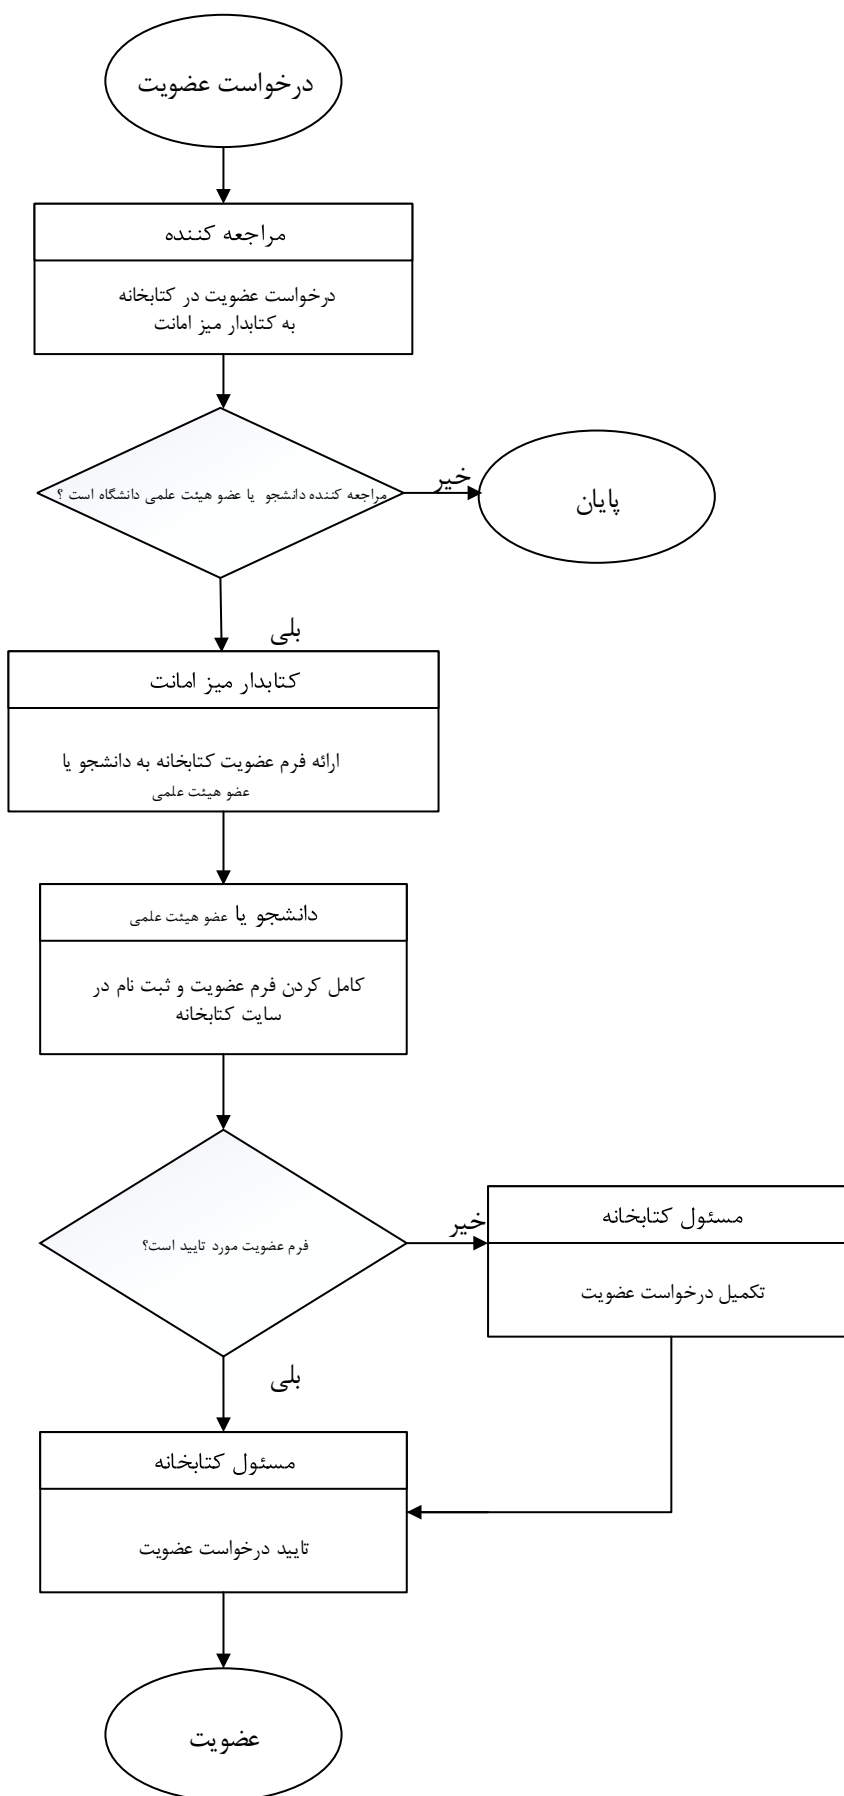 درخواست عضویت
مراجعه کننده
درخواست عضویت در کتابخانه
به کتابدار میز امانت
مراجعه کننده دانشجو یا عضو هیئت علمی دانشگاه است ؟
خیر
پایان
بلی
کتابدار میز امانت
ارائه فرم عضویت کتابخانه به دانشجو یا
عضو هیئت علمی
دانشجو یا عضو هیئت علمی
کامل کردن فرم عضویت و ثبت نام در
سایت کتابخانه
فرم عضویت مورد تایید است؟
خیر
مسئول کتابخانه
تکمیل درخواست عضویت
بلی
مسئول کتابخانه
تایید درخواست عضویت
عضویت